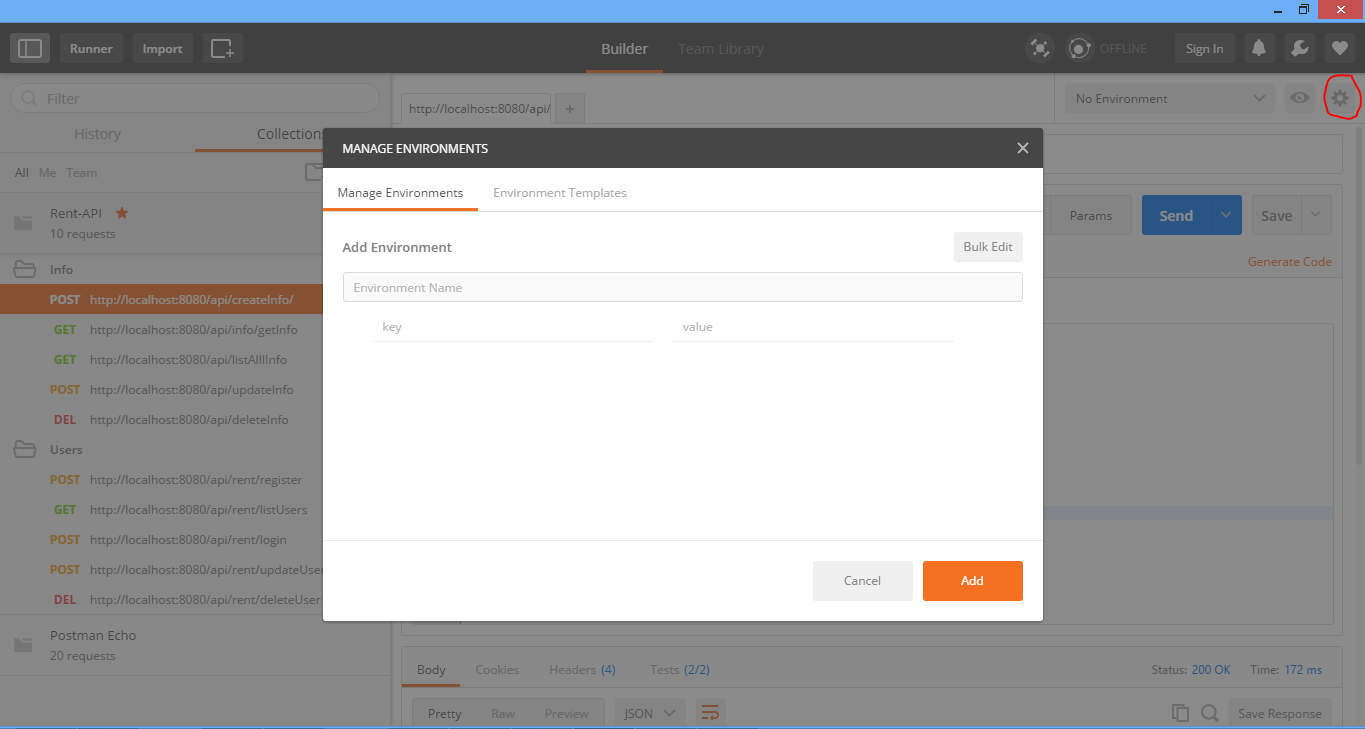 Runner Import Builder Team Library OFFLINE Sign In
Filter
http://localhost:8080/api/ + No Environment
History Collections
All Me Team
Rent-API
10 requests
Info
POST http://localhost:8080/api/createInfo/
GET http://localhost:8080/api/info/getInfo
GET http://localhost:8080/api/listAllInfo
POST http://localhost:8080/api/updateInfo
DEL http://localhost:8080/api/deleteInfo
Users
POST http://localhost:8080/api/rent/register
GET http://localhost:8080/api/rent/listUsers
POST http://localhost:8080/api/rent/login
POST http://localhost:8080/api/rent/updateUser
DEL http://localhost:8080/api/rent/deleteUser
Postman Echo
20 requests
MANAGE ENVIRONMENTS
Manage Environments Environment Templates
Add Environment Bulk Edit
Environment Name
key value
Cancel Add
Params Send Save
Generate Code
Body Cookies Headers (4) Tests (2/2) Status: 200 OK Time: 172 ms
Pretty Raw Preview JSON Save Response